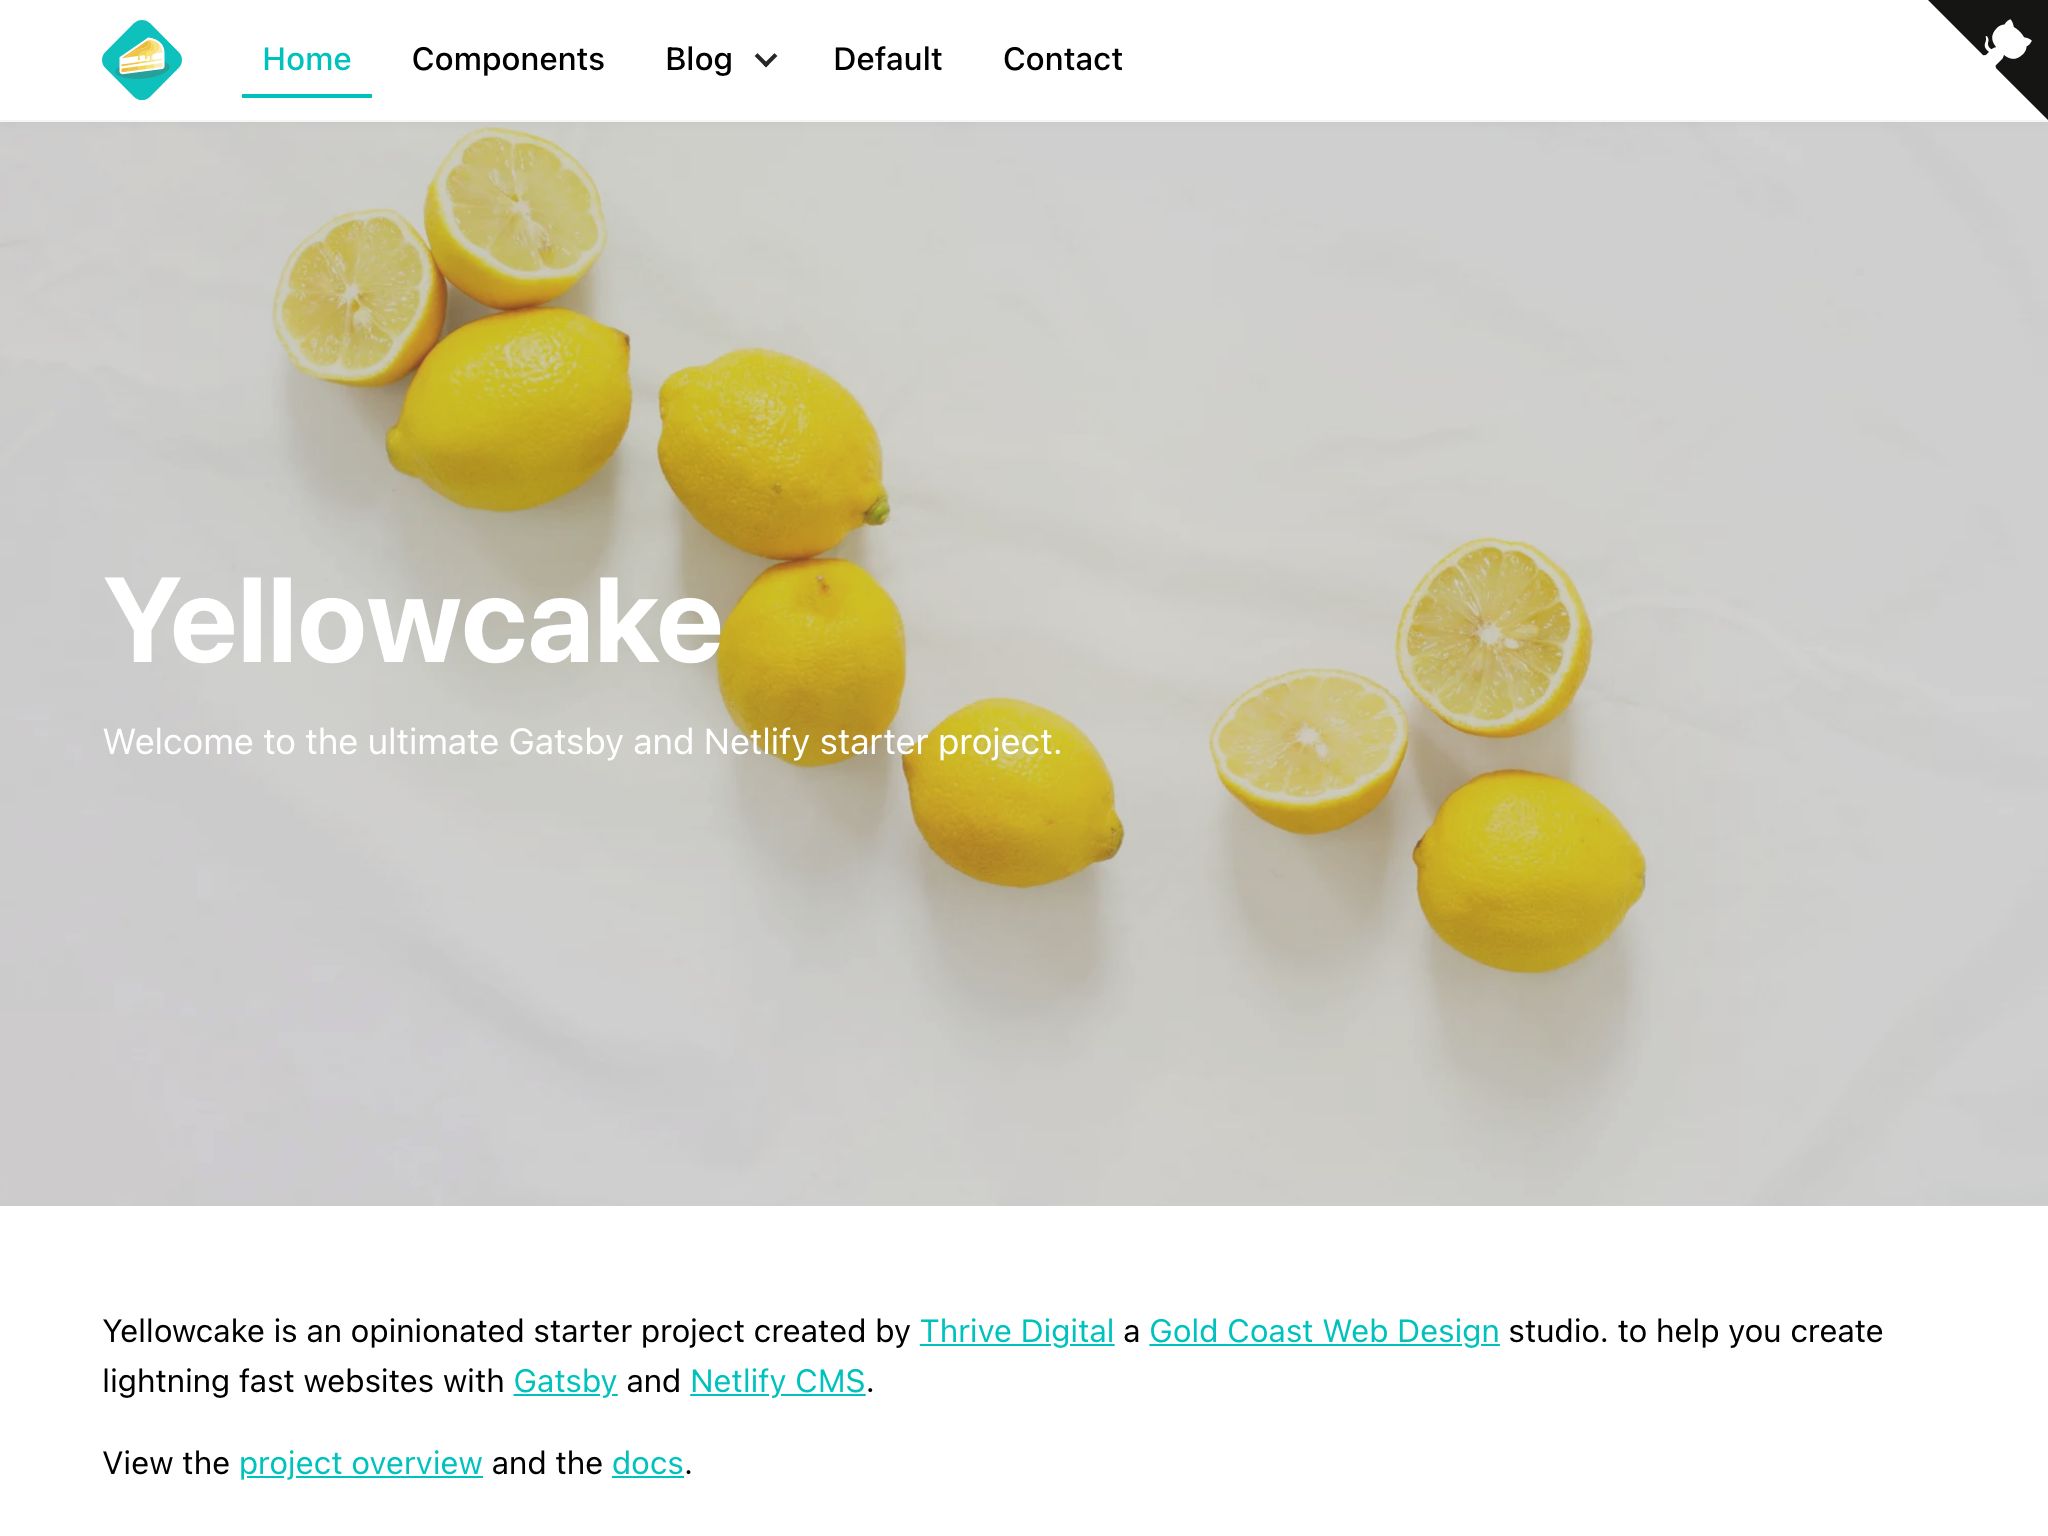 Home Components Blog Default Contact
Yellowcake
Welcome to the ultimate Gatsby and Netlify starter project.
Yellowcake is an opinionated starter project created by Thrive Digital a Gold Coast Web Design studio. to help you create
lightning fast websites with Gatsby and Netlify CMS.
View the project overview and the docs.